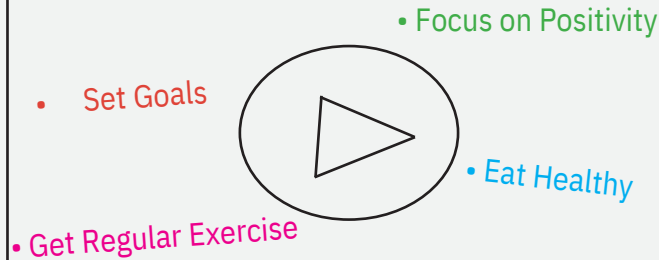 • Focus on Positivity
• Set Goals
• Eat Healthy
• Get Regular Exercise